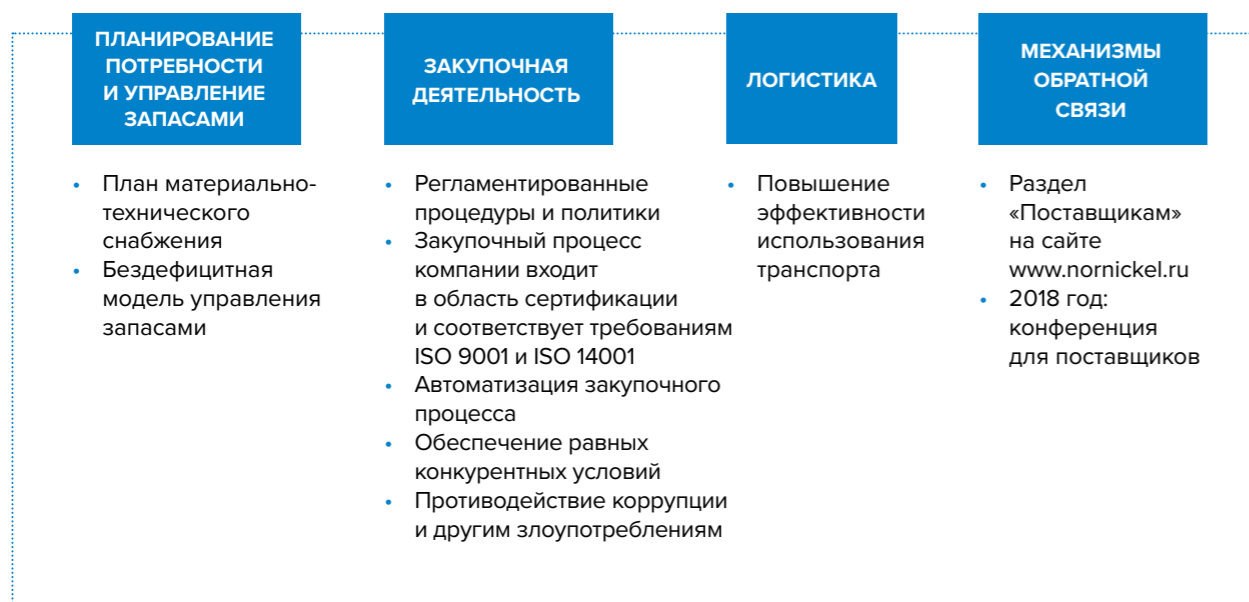 ПЛАНИРОВАНИЕ
ПОТРЕБНОСТИ
И УПРАВЛЕНИЕ
ЗАПАСАМИ
• План материально-
технического
снабжения
• Бездефицитная
модель управления
запасами
ЗАКУПОЧНАЯ
ДЕЯТЕЛЬНОСТЬ
• Регламентированные
процедуры и политики
• Закупочный процесс
компании входит
в область сертификации
и соответствует требованиям
ISO 9001 и ISO 14001
• Автоматизация закупочного
процесса
• Обеспечение равных
конкурентных условий
• Противодействие коррупции
и другим злоупотреблениям
ЛОГИСТИКА
• Повышение
эффективности
использования
транспорта
МЕХАНИЗМЫ
ОБРАТНОЙ
СВЯЗИ
• Раздел
«Поставщикам»
на сайте
www.nornickel.ru
• 2018 год:
конференция
для поставщиков